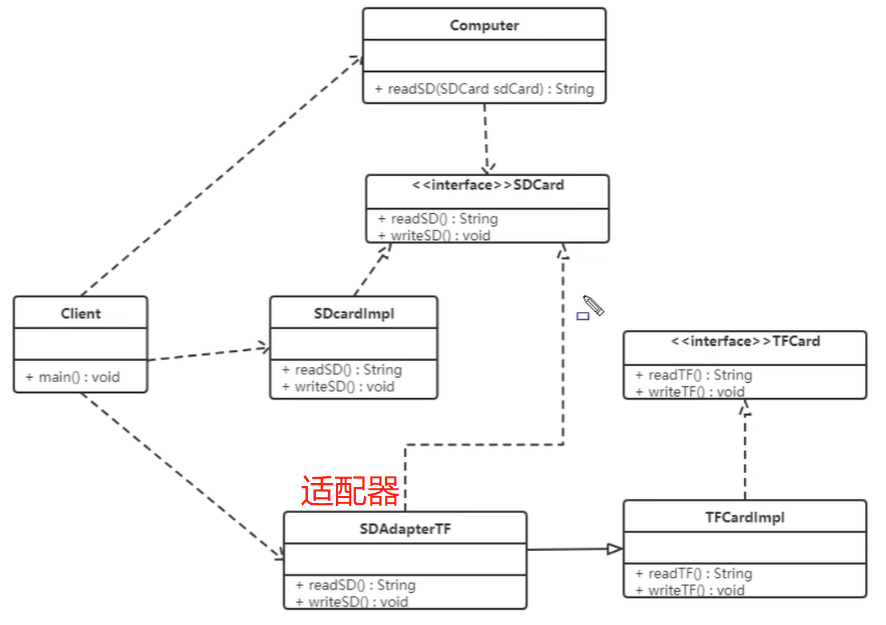 Computer
+ readSD(SDCard sdCard) : String
<<interface>>SDCard
+ readSD() : String
+ writeSD() : void
Client
+ main() : void
SDcardImpl
+ readSD() : String
+ writeSD() : void
<<interface>>TFCard
+ readTF() : String
+ writeTF() : void
适配器
SDAdapterTF
+ readSD() : String
+ writeSD() : void
TFCardImpl
+ readTF() : String
+ writeTF() : void